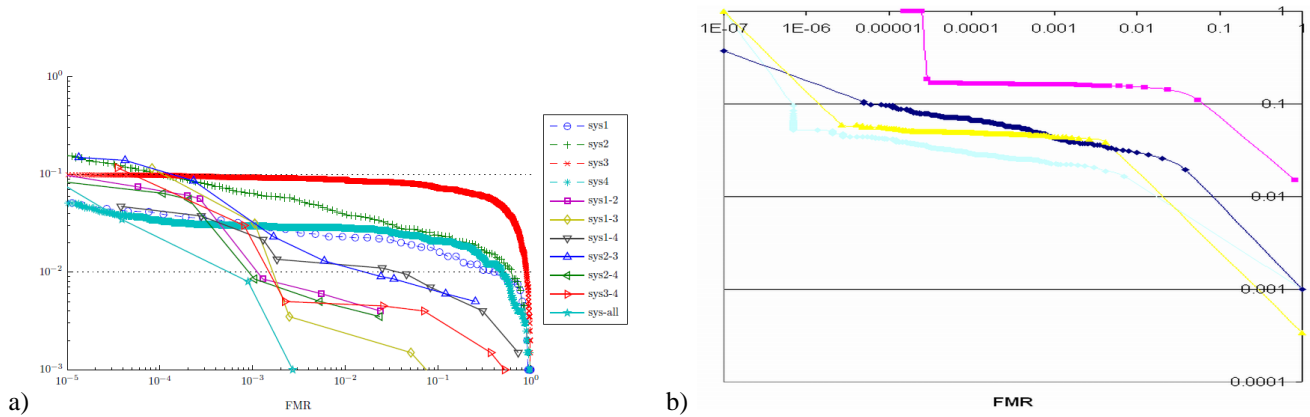 10^0
10^-1
10^-2
10^-3
10^-5 10^-4 10^-3 10^-2 10^-1 10^0
FMR
sys1
sys2
sys3
sys4
sys1-2
sys1-3
sys1-4
sys2-3
sys2-4
sys3-4
sys-all
a)
1
1E-07 1E-06 0.00001 0.0001 0.001 0.01 0.1 1
0.1
0.01
0.001
0.0001
FMR
b)